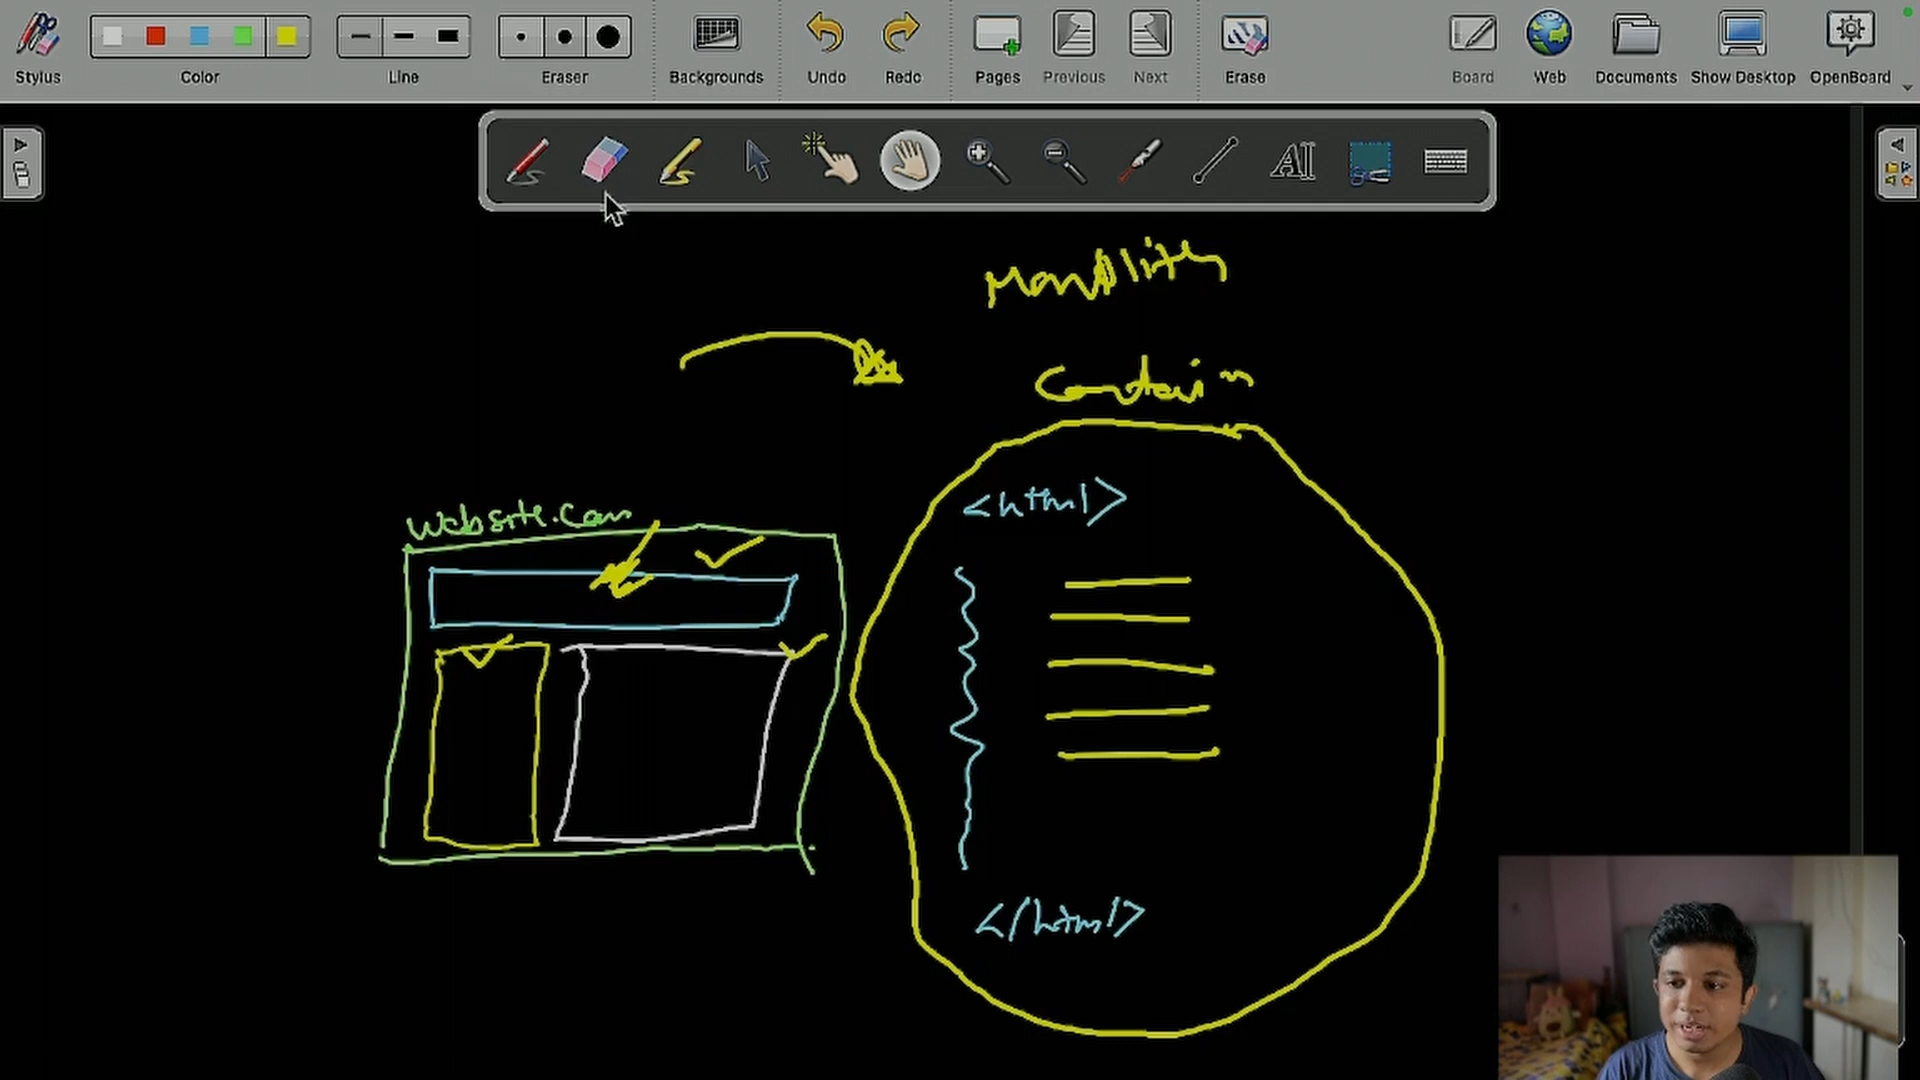 Stylus Color Line Eraser Backgrounds Undo Redo Pages Previous Next Erase Board Web Documents Show Desktop OpenBoard
AI
Website.com
<html>
</html>